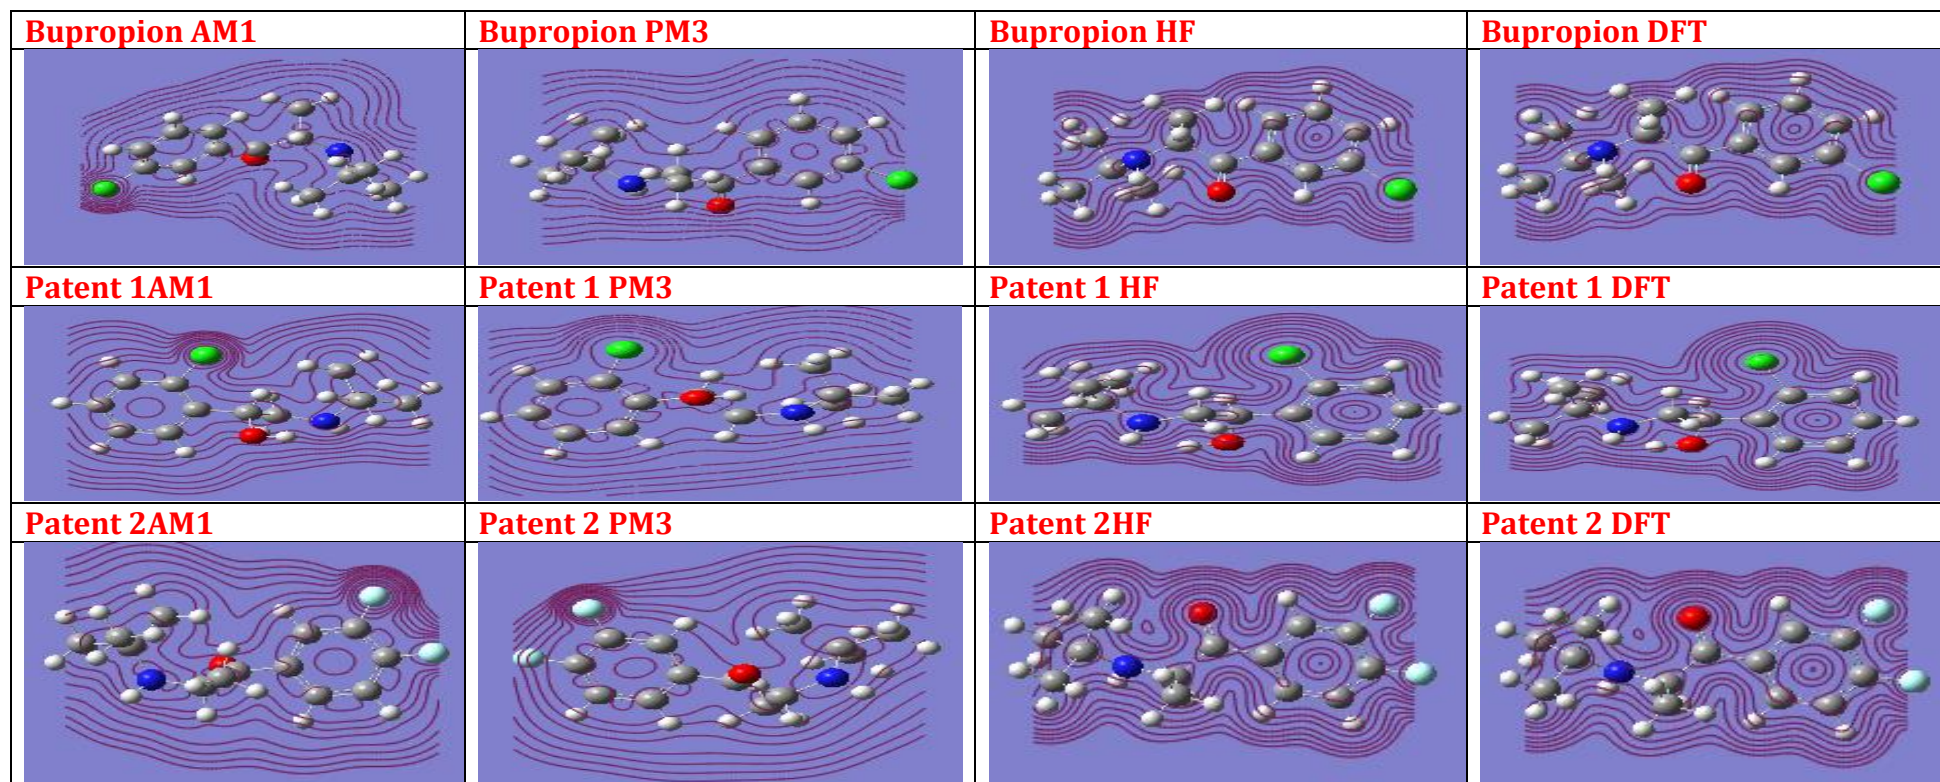 Bupropion AM1
Bupropion PM3
Bupropion HF
Bupropion DFT
Patent 1AM1
Patent 1 PM3
Patent 1 HF
Patent 1 DFT
Patent 2AM1
Patent 2 PM3
Patent 2HF
Patent 2 DFT